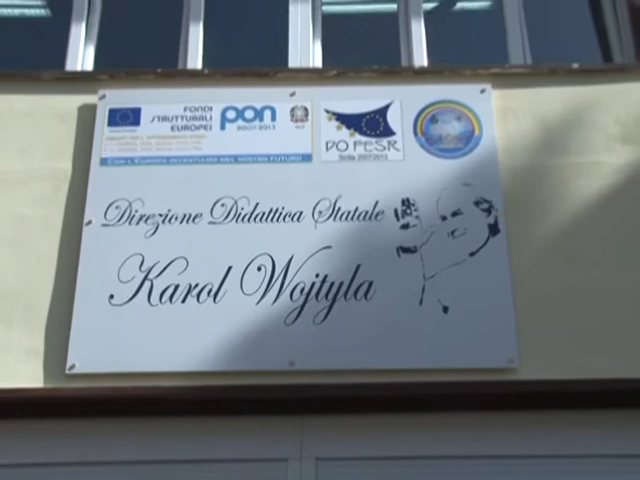 FONDI
STRUTTURALI
EUROPEI
pon
2007-2013
Con l'Europa investiamo nel vostro futuro
PO FESR
Sicilia 2007/2013
Direzione Didattica Statale
Karol Wojtyla